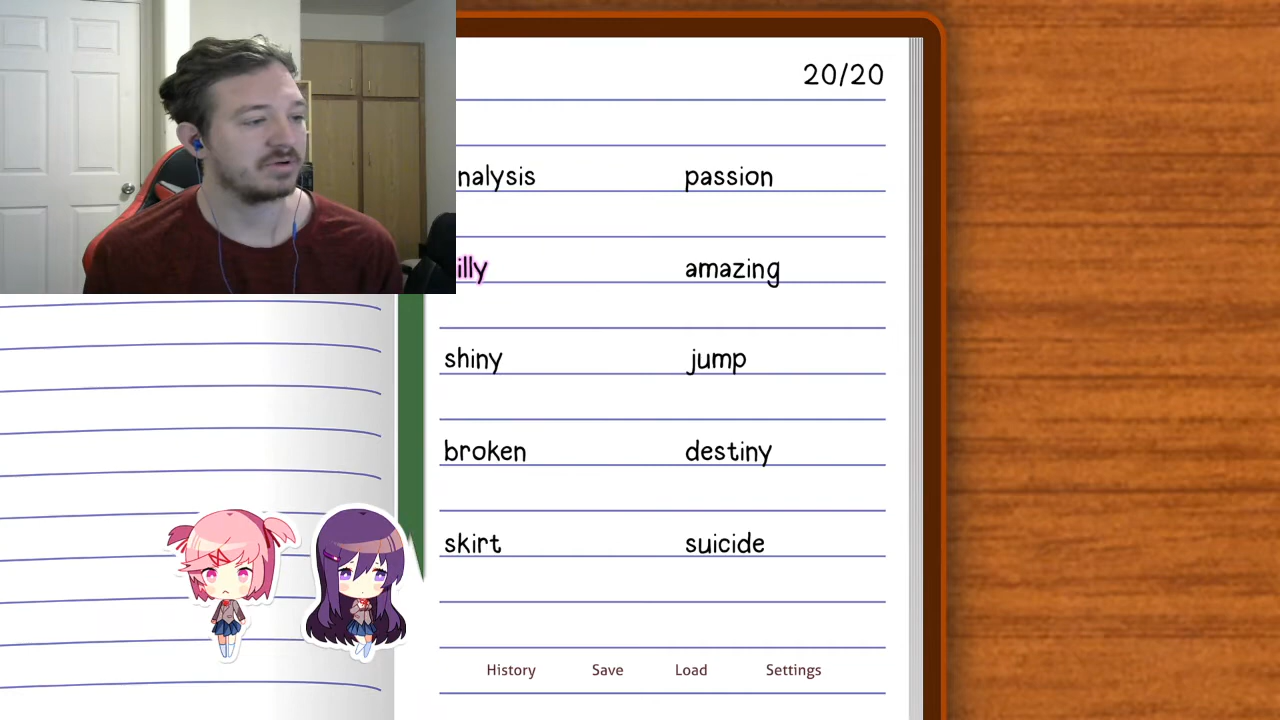 20/20
nalysis passion
illy amazing
shiny jump
broken destiny
skirt suicide
History Save Load Settings